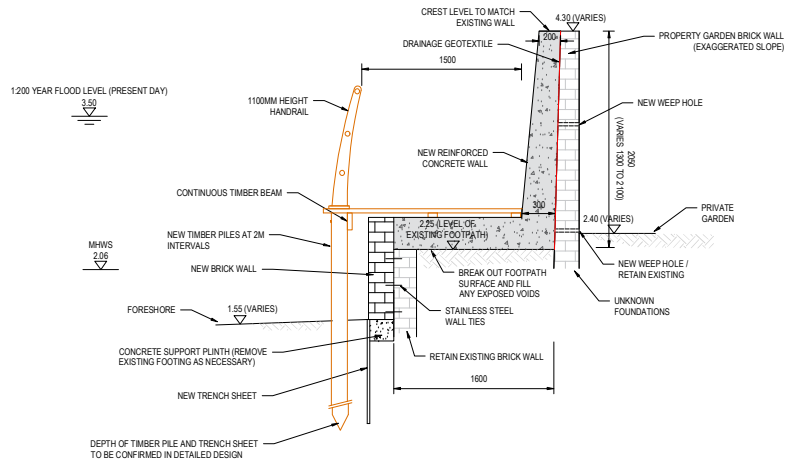 CREST LEVEL TO MATCH
EXISTING WALL
4.30 (VARIES)
200
DRAINAGE GEOTEXTILE
PROPERTY GARDEN BRICK WALL
(EXAGGERATED SLOPE)
1500
1:200 YEAR FLOOD LEVEL (PRESENT DAY)
3.50
1100MM HEIGHT
HANDRAIL
NEW WEEP HOLE
2050
(VARIES 1300 TO 2100)
NEW REINFORCED
CONCRETE WALL
CONTINUOUS TIMBER BEAM
300
PRIVATE
GARDEN
2.40 (VARIES)
2.25 (LEVEL OF
EXISTING FOOTPATH)
NEW TIMBER PILES AT 2M
INTERVALS
MHWS
2.06
NEW BRICK WALL
BREAK OUT FOOTPATH
SURFACE AND FILL
ANY EXPOSED VOIDS
NEW WEEP HOLE /
RETAIN EXISTING
UNKNOWN
FOUNDATIONS
FORESHORE
1.55 (VARIES)
STAINLESS STEEL
WALL TIES
CONCRETE SUPPORT PLINTH (REMOVE
EXISTING FOOTING AS NECESSARY)
RETAIN EXISTING BRICK WALL
1600
NEW TRENCH SHEET
DEPTH OF TIMBER PILE AND TRENCH SHEET
TO BE CONFIRMED IN DETAILED DESIGN